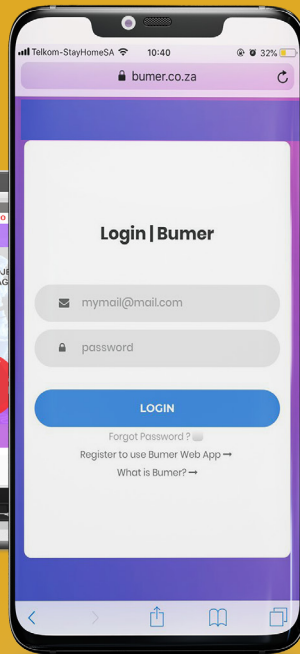 Telkom-StayHomeSA 10:40 32%
bumer.co.za
Login | Bumer
mymail@mail.com
password
LOGIN
Forgot Password ?
Register to use Bumer Web App →
What is Bumer? →